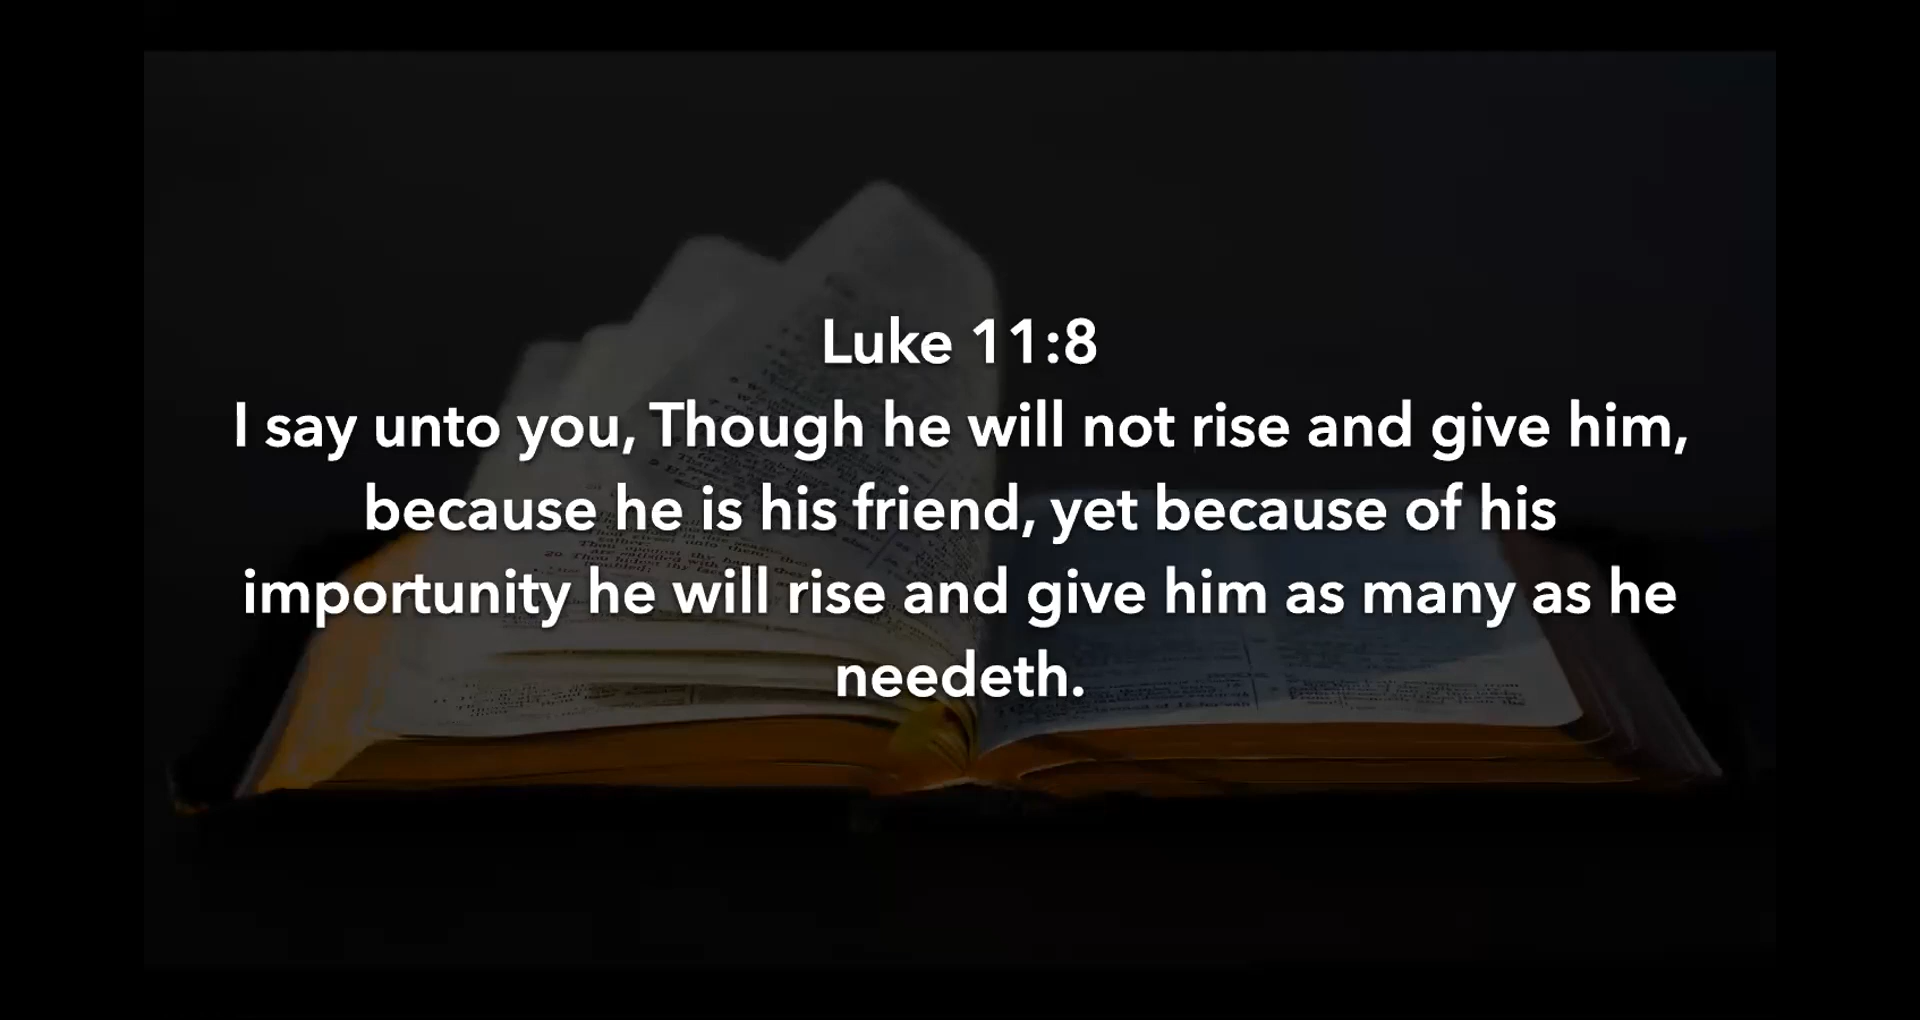 Luke 11:8
I say unto you, Though he will not rise and give him,
because he is his friend, yet because of his
importunity he will rise and give him as many as he
needeth.